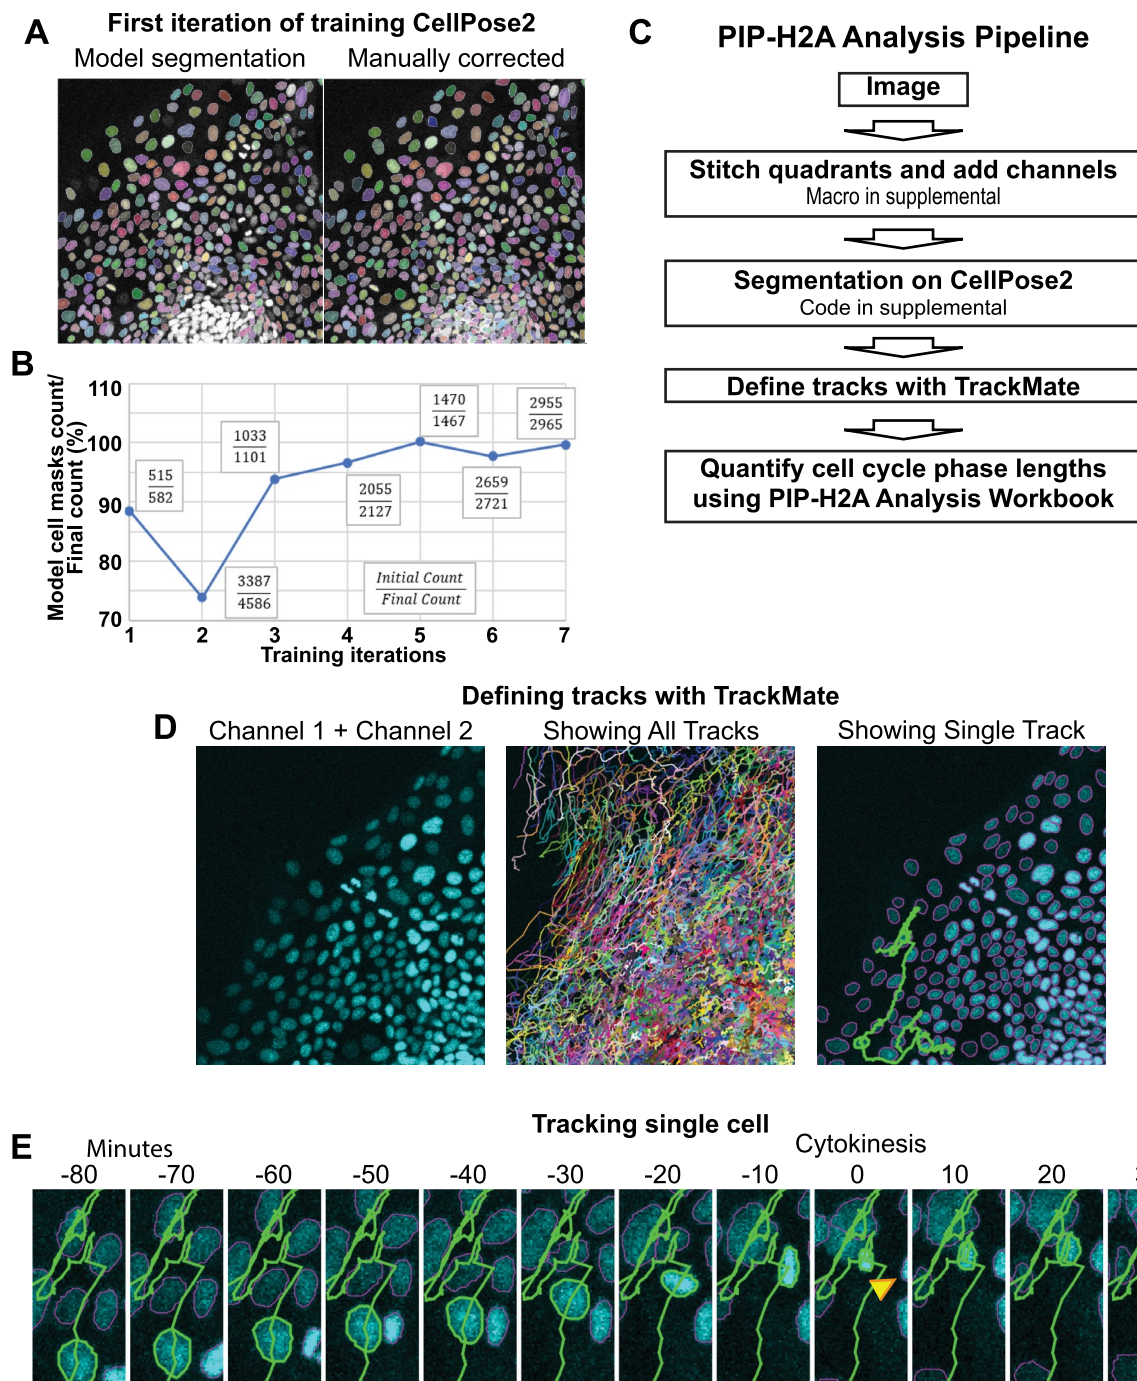 A
First iteration of training CellPose2
Model segmentation
Manually corrected
B
Model cell masks count/
Final count (%)
110
100
90
80
70
515
582
3387
4586
1033
1101
2055
2127
1470
1467
2659
2721
2955
2965
Initial Count
Final Count
1 2 3 4 5 6 7
Training iterations
C
PIP-H2A Analysis Pipeline
Image
Stitch quadrants and add channels
Macro in supplemental
Segmentation on CellPose2
Code in supplemental
Define tracks with TrackMate
Quantify cell cycle phase lengths
using PIP-H2A Analysis Workbook
Defining tracks with TrackMate
D
Channel 1 + Channel 2
Showing All Tracks
Showing Single Track
Tracking single cell
E
Minutes
Cytokinesis
-80 -70 -60 -50 -40 -30 -20 -10 0 10 20